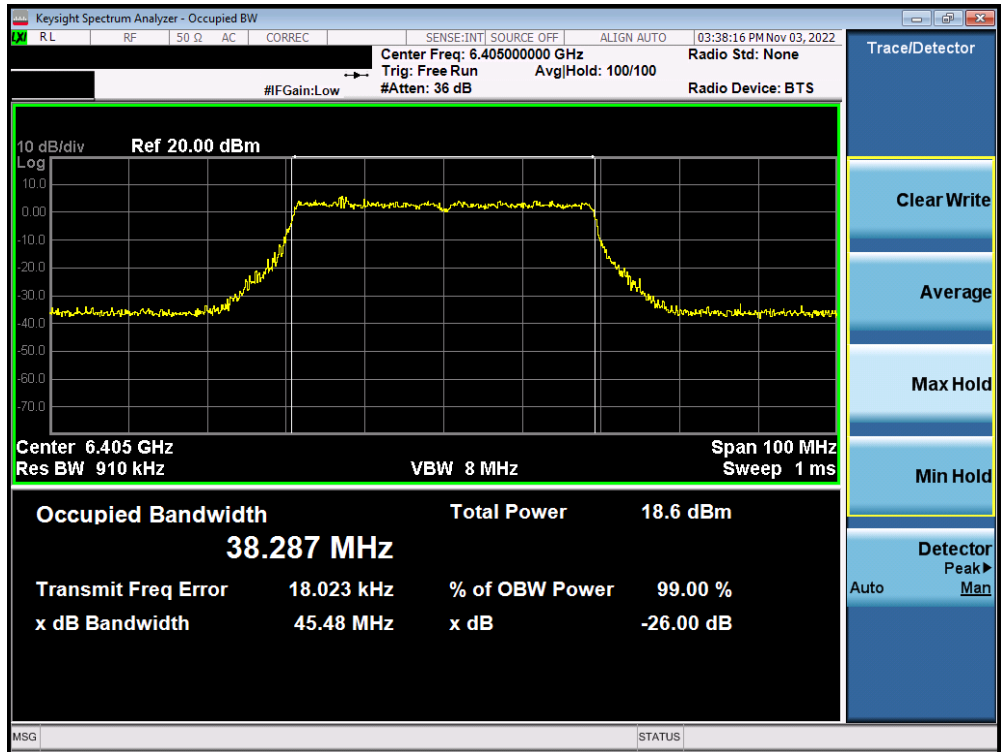 Keysight Spectrum Analyzer - Occupied BW
LXI RL RF 50 Ω AC CORREC SENSE:INT SOURCE OFF ALIGN AUTO 03:38:16 PM Nov 03, 2022
Center Freq: 6.405000000 GHz Radio Std: None
Trig: Free Run Avg|Hold: 100/100
#IFGain:Low #Atten: 36 dB Radio Device: BTS
10 dB/div Ref 20.00 dBm
Log
10.0
0.00
-10.0
-20.0
-30.0
-40.0
-50.0
-60.0
-70.0
Center 6.405 GHz Span 100 MHz
Res BW 910 kHz VBW 8 MHz Sweep 1 ms
Occupied Bandwidth Total Power 18.6 dBm
38.287 MHz
Transmit Freq Error 18.023 kHz % of OBW Power 99.00 %
x dB Bandwidth 45.48 MHz x dB -26.00 dB
MSG STATUS
Trace/Detector
Clear Write
Average
Max Hold
Min Hold
Detector
Peak▶
Auto Man